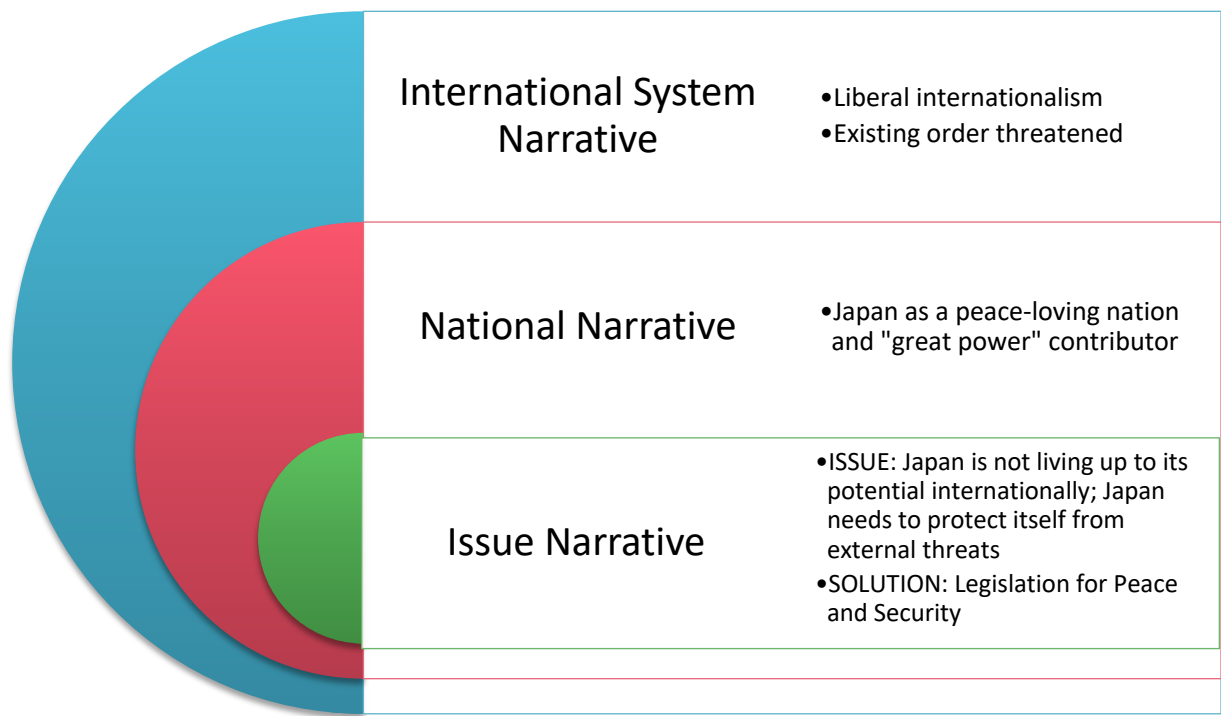 International System
Narrative
•Liberal internationalism
•Existing order threatened
National Narrative
•Japan as a peace-loving nation
and "great power" contributor
Issue Narrative
•ISSUE: Japan is not living up to its
potential internationally; Japan
needs to protect itself from
external threats
•SOLUTION: Legislation for Peace
and Security